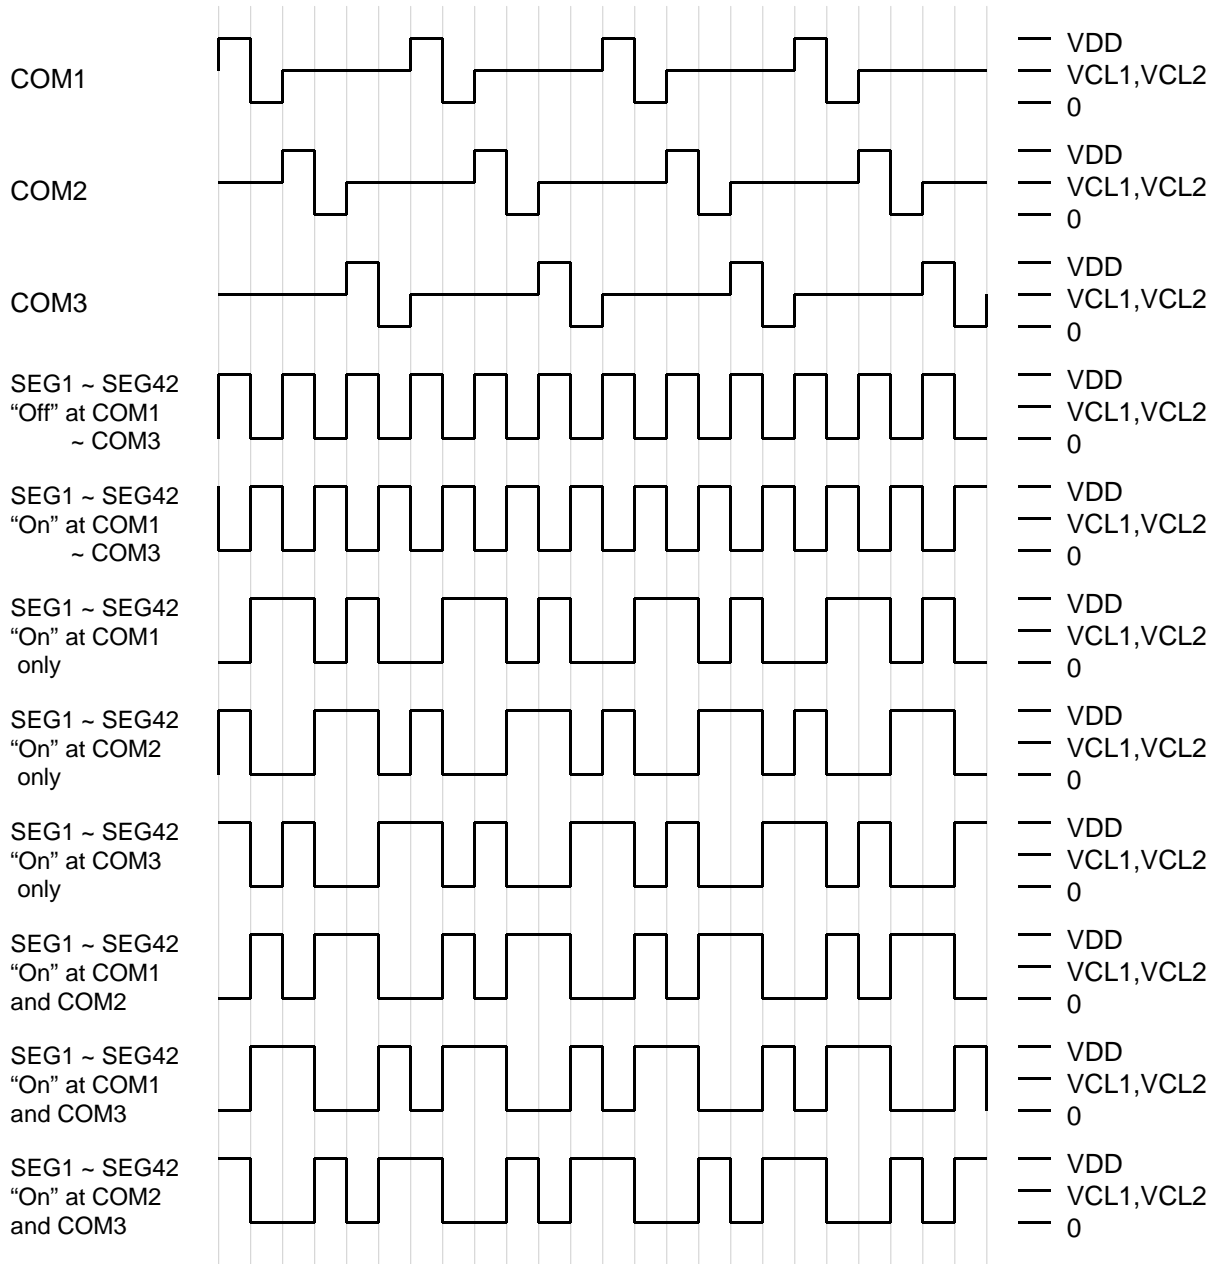 COM1
VDD
VCL1,VCL2
0
COM2
VDD
VCL1,VCL2
0
COM3
VDD
VCL1,VCL2
0
SEG1 ~ SEG42
“Off” at COM1
~ COM3
VDD
VCL1,VCL2
0
SEG1 ~ SEG42
“On” at COM1
~ COM3
VDD
VCL1,VCL2
0
SEG1 ~ SEG42
“On” at COM1
only
VDD
VCL1,VCL2
0
SEG1 ~ SEG42
“On” at COM2
only
VDD
VCL1,VCL2
0
SEG1 ~ SEG42
“On” at COM3
only
VDD
VCL1,VCL2
0
SEG1 ~ SEG42
“On” at COM1
and COM2
VDD
VCL1,VCL2
0
SEG1 ~ SEG42
“On” at COM1
and COM3
VDD
VCL1,VCL2
0
SEG1 ~ SEG42
“On” at COM2
and COM3
VDD
VCL1,VCL2
0